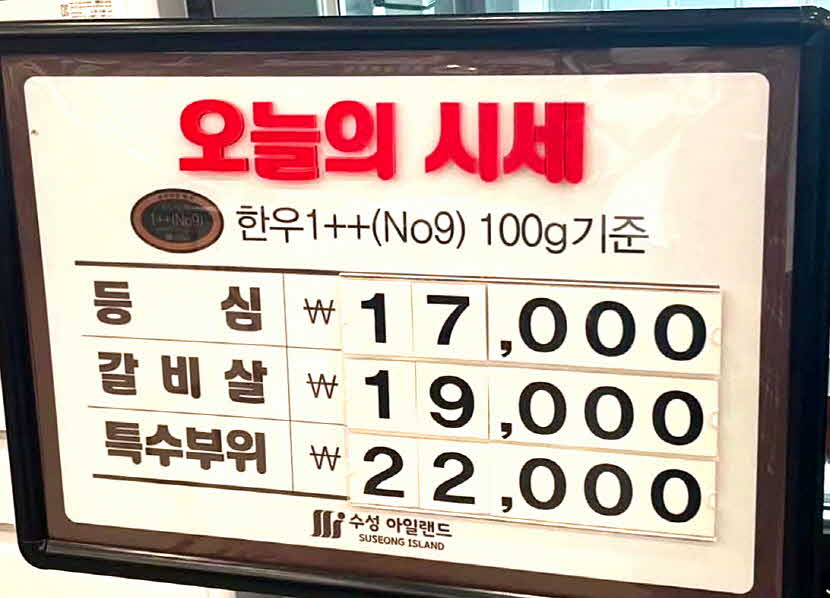 오늘의 시세
1++(No9) 한우1++(No9) 100g기준
등심 ₩ 17,000
갈비살 ₩ 19,000
특수부위 ₩ 22,000
수성 아일랜드
SUSEONG ISLAND